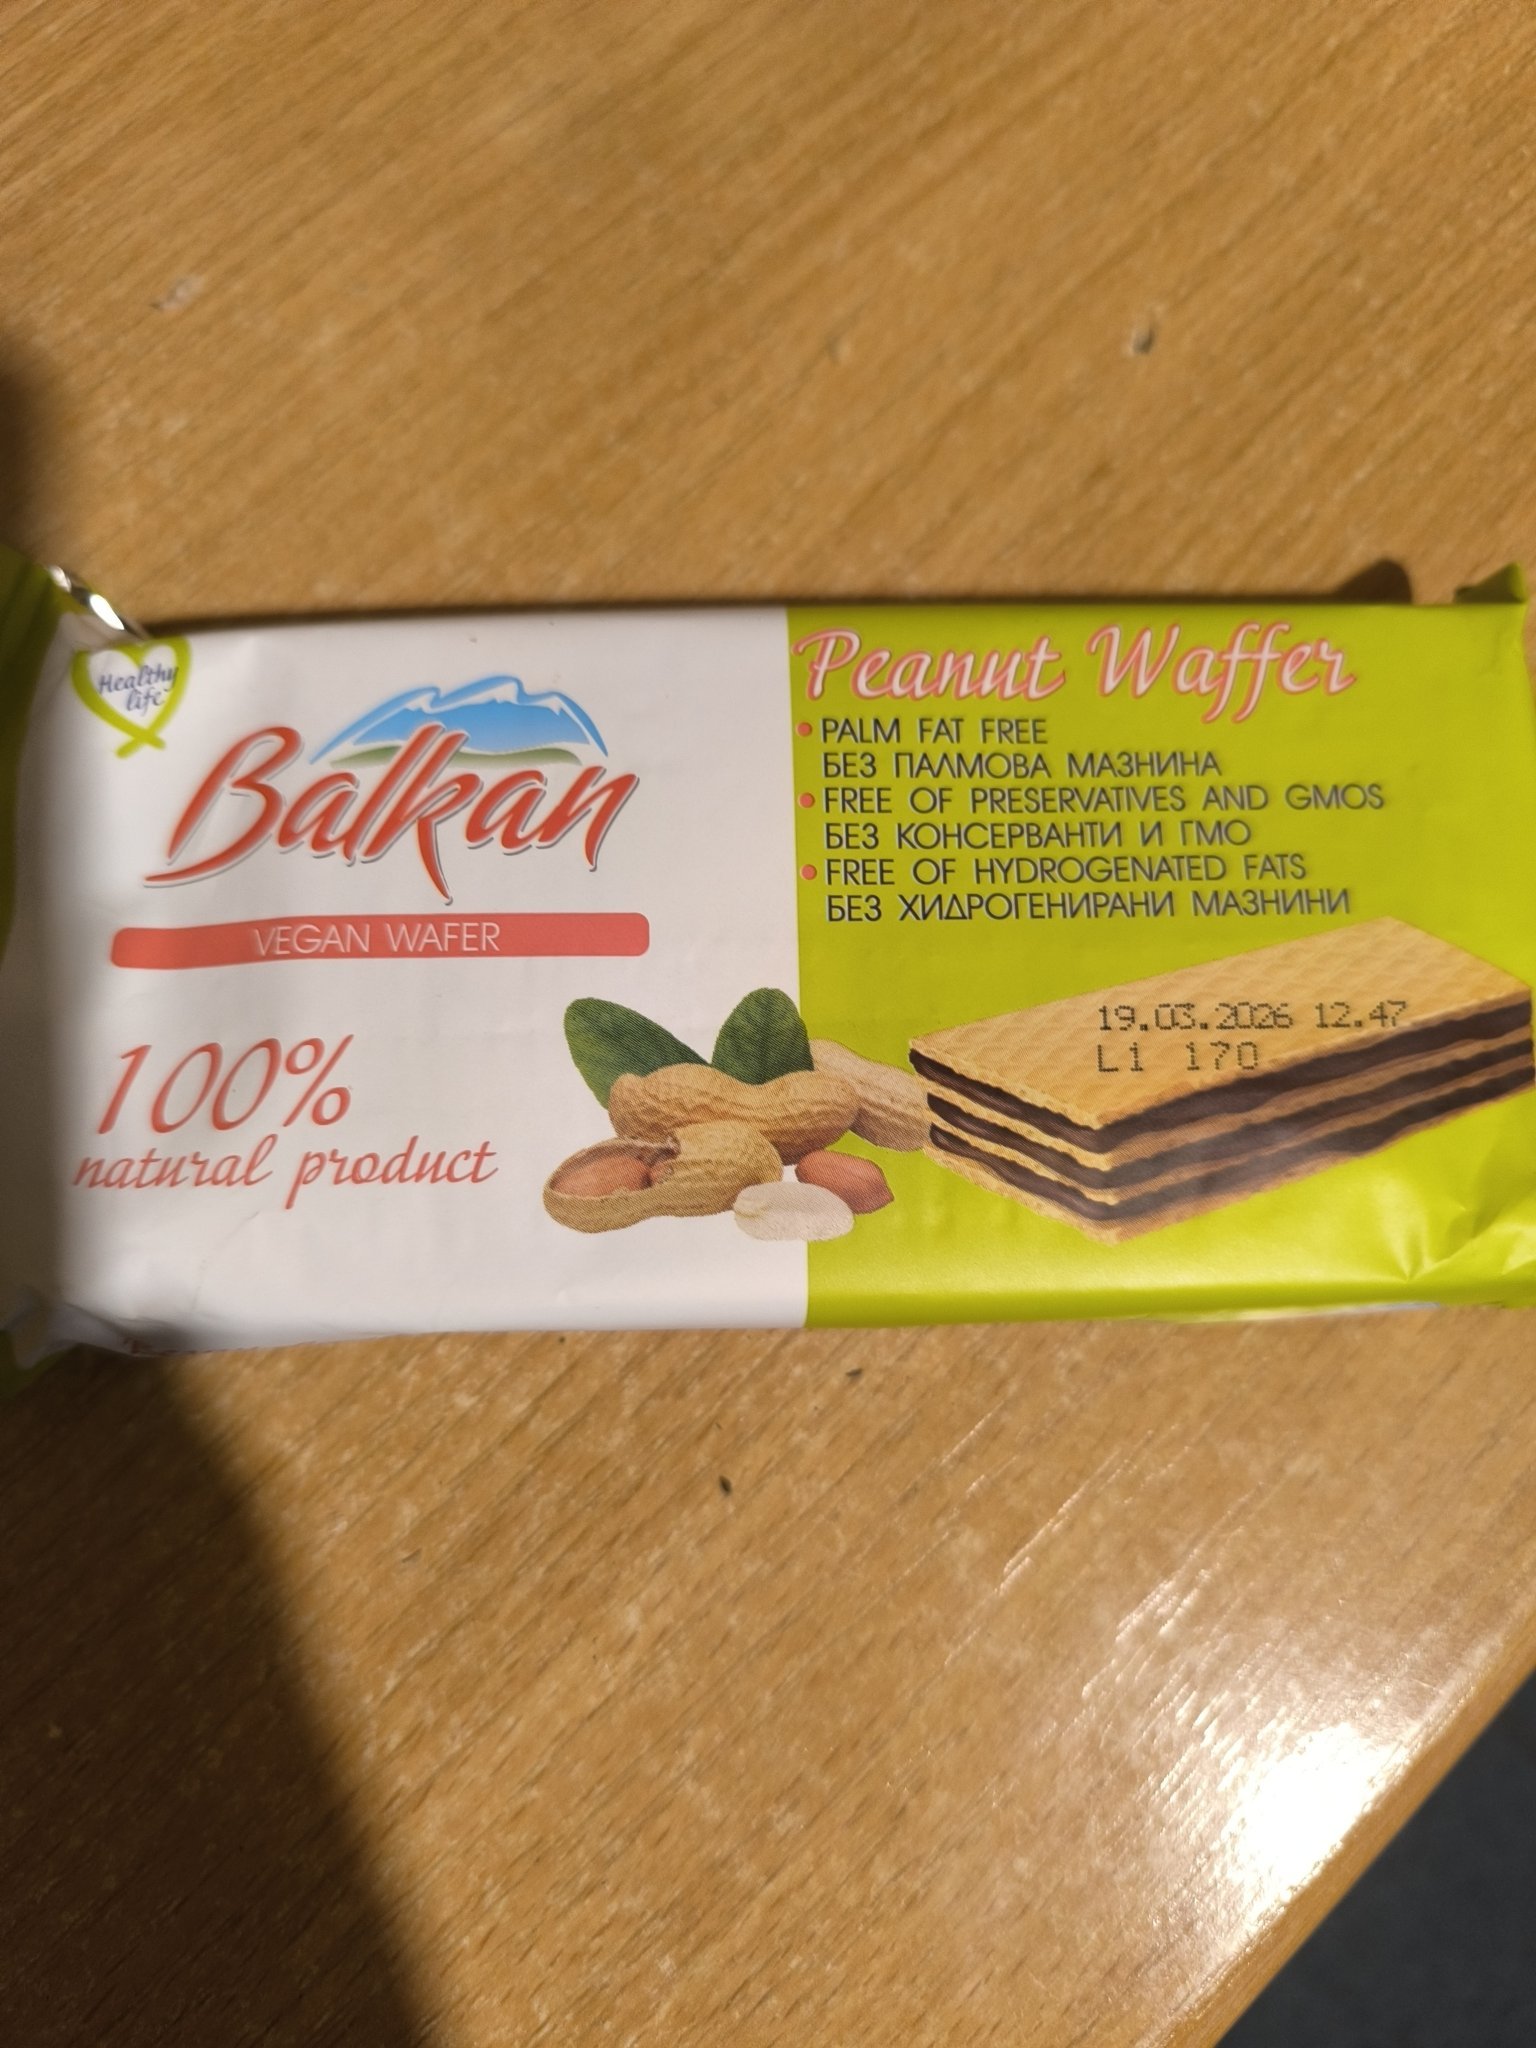 Healthy
life
Balkan
VEGAN WAFER
100%
natural product
Peanut Waffer
• PALM FAT FREE
БЕЗ ПАЛМОВА МАЗНИНА
• FREE OF PRESERVATIVES AND GMOS
БЕЗ КОНСЕРВАНТИ И ГМО
• FREE OF HYDROGENATED FATS
БЕЗ ХИДРОГЕНИРАНИ МАЗНИНИ
19.03.2026 12.47
L1 170